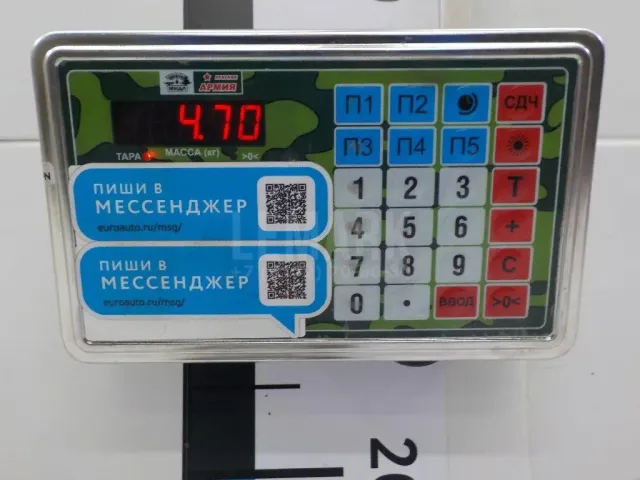 АРМИЯ
4.70
ТАРА МАССА (кг) >0<
ПИШИ В
МЕССЕНДЖЕР
euroauto.ru/msg/
ПИШИ В
МЕССЕНДЖЕР
euroauto.ru/msg/
П1 П2 СДЧ
П3 П4 П5
1 2 3 T
4 5 6 +
7 8 9 C
0 . ВВОД >0<
N
20